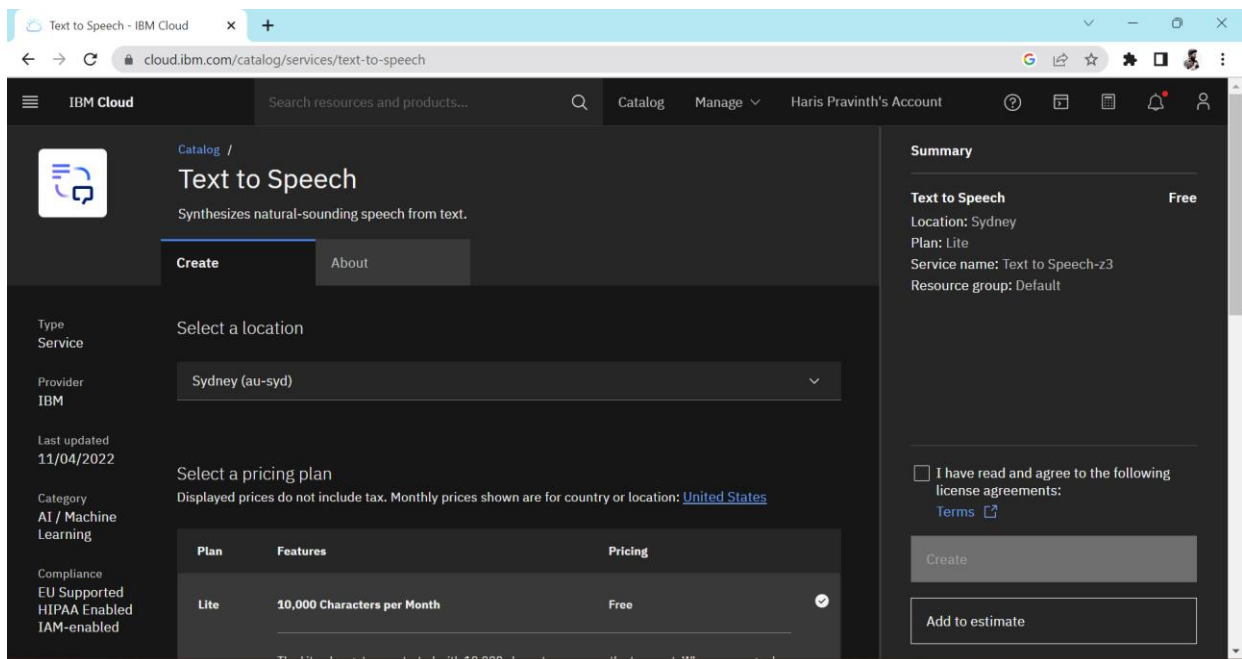 Text to Speech - IBM Cloud
cloud.ibm.com/catalog/services/text-to-speech
IBM Cloud
Search resources and products...
Catalog
Manage
Haris Pravinth's Account
Catalog /
Text to Speech
Synthesizes natural-sounding speech from text.
Create
About
Type
Service
Provider
IBM
Last updated
11/04/2022
Category
AI / Machine
Learning
Compliance
EU Supported
HIPAA Enabled
IAM-enabled
Select a location
Sydney (au-syd)
Select a pricing plan
Displayed prices do not include tax. Monthly prices shown are for country or location: United States
Plan Features Pricing
Lite 10,000 Characters per Month Free
Summary
Text to Speech Free
Location: Sydney
Plan: Lite
Service name: Text to Speech-z3
Resource group: Default
I have read and agree to the following
license agreements:
Terms
Create
Add to estimate